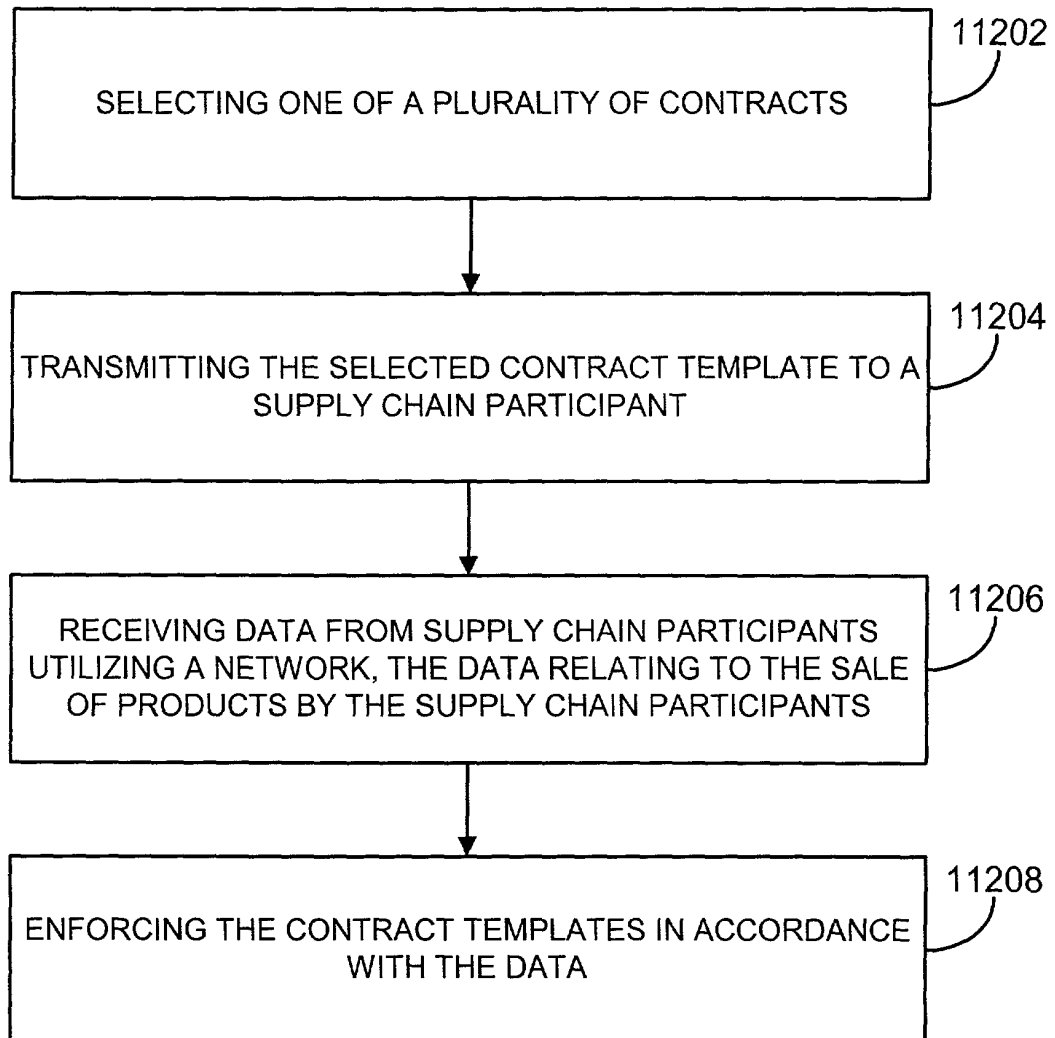 11202
SELECTING ONE OF A PLURALITY OF CONTRACTS
11204
TRANSMITTING THE SELECTED CONTRACT TEMPLATE TO A
SUPPLY CHAIN PARTICIPANT
11206
RECEIVING DATA FROM SUPPLY CHAIN PARTICIPANTS
UTILIZING A NETWORK, THE DATA RELATING TO THE SALE
OF PRODUCTS BY THE SUPPLY CHAIN PARTICIPANTS
11208
ENFORCING THE CONTRACT TEMPLATES IN ACCORDANCE
WITH THE DATA